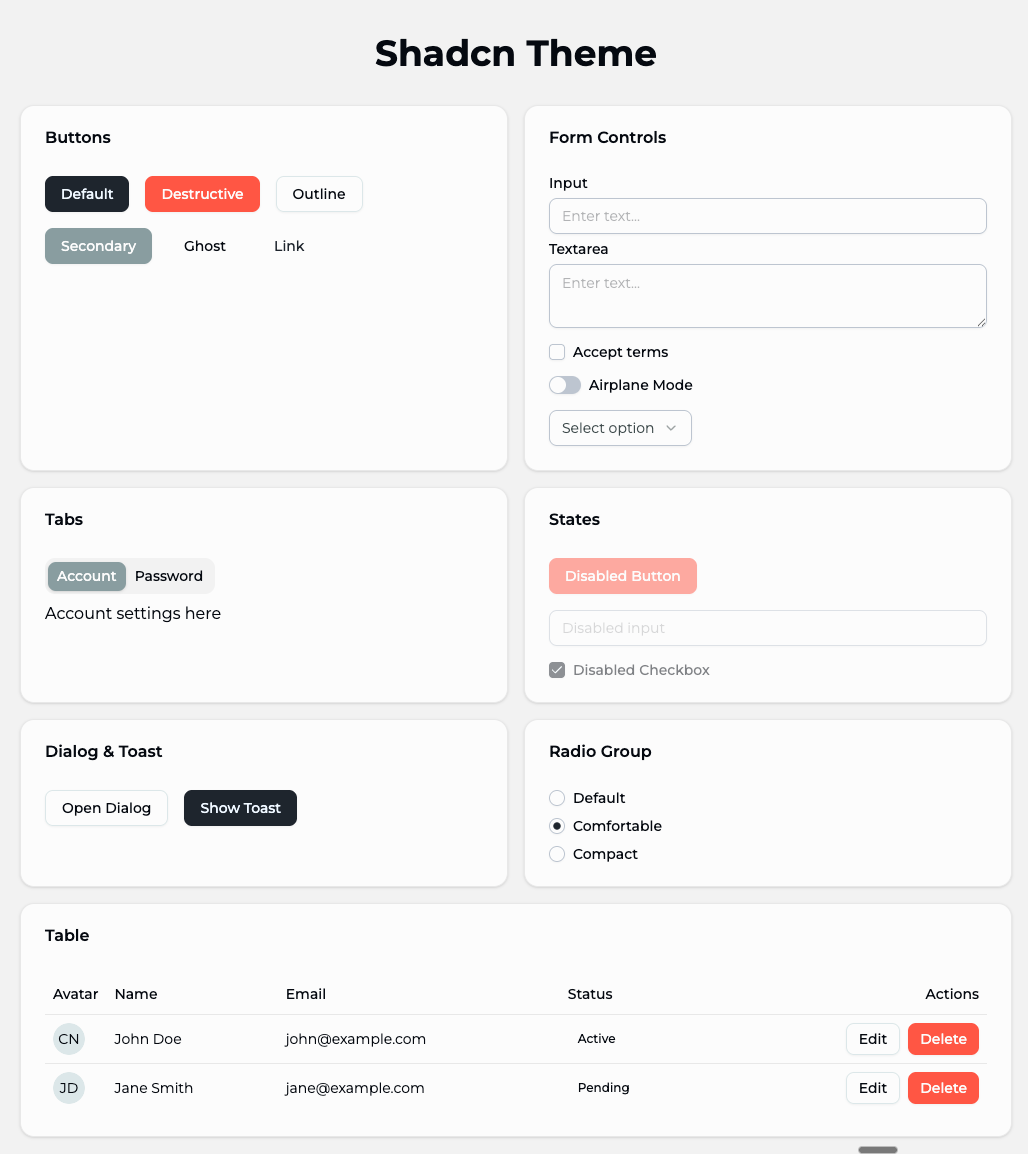 Shadcn Theme
Buttons
Default Destructive Outline
Secondary Ghost Link
Form Controls
Input
Enter text...
Textarea
Enter text...
Accept terms
Airplane Mode
Select option
Tabs
Account Password
Account settings here
States
Disabled Button
Disabled input
Disabled Checkbox
Dialog & Toast
Open Dialog Show Toast
Radio Group
Default
Comfortable
Compact
Table
Avatar Name Email Status Actions
CN John Doe john@example.com Active Edit Delete
JD Jane Smith jane@example.com Pending Edit Delete